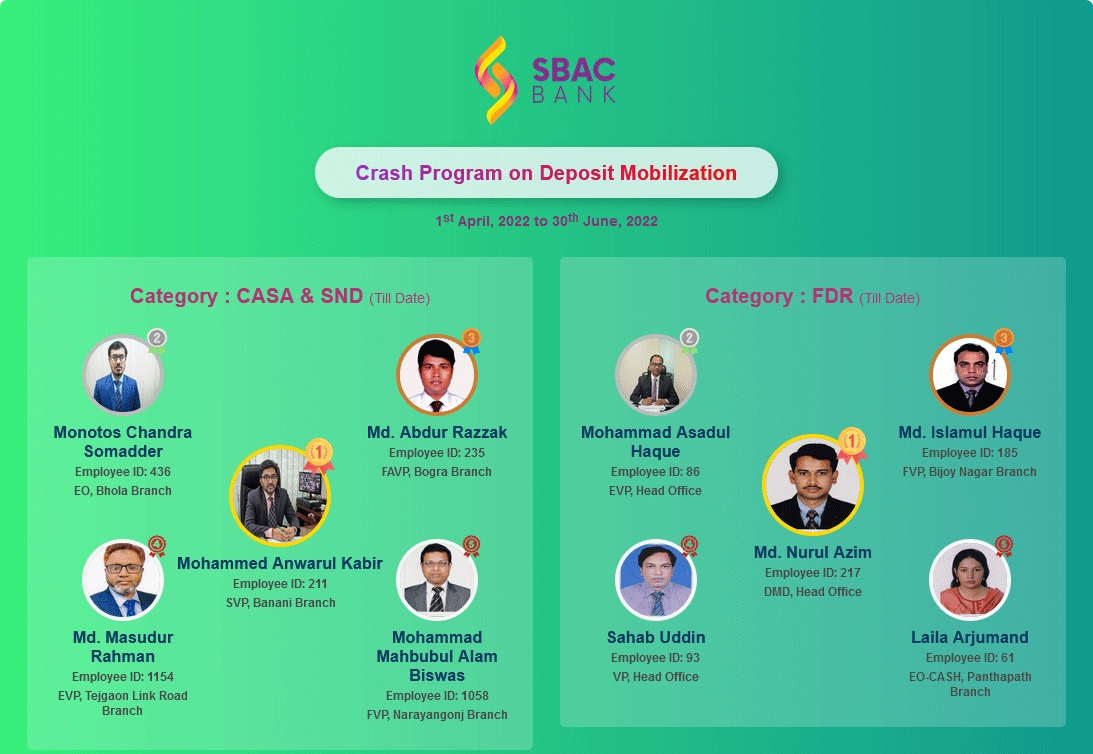 SBAC
BANK
Crash Program on Deposit Mobilization
1st April, 2022 to 30th June, 2022
Category : CASA & SND (Till Date)
2
Monotos Chandra
Somadder
Employee ID: 436
EO, Bhola Branch
3
Md. Abdur Razzak
Employee ID: 235
FAVP, Bogra Branch
1
Mohammed Anwarul Kabir
Employee ID: 211
SVP, Banani Branch
4
Md. Masudur
Rahman
Employee ID: 1154
EVP, Tejgaon Link Road
Branch
5
Mohammad
Mahbubul Alam
Biswas
Employee ID: 1058
FVP, Narayangonj Branch
Category : FDR (Till Date)
2
Mohammad Asadul
Haque
Employee ID: 86
EVP, Head Office
3
Md. Islamul Haque
Employee ID: 185
FVP, Bijoy Nagar Branch
1
Md. Nurul Azim
Employee ID: 217
DMD, Head Office
4
Sahab Uddin
Employee ID: 93
VP, Head Office
5
Laila Arjumand
Employee ID: 61
EO-CASH, Panthapath
Branch